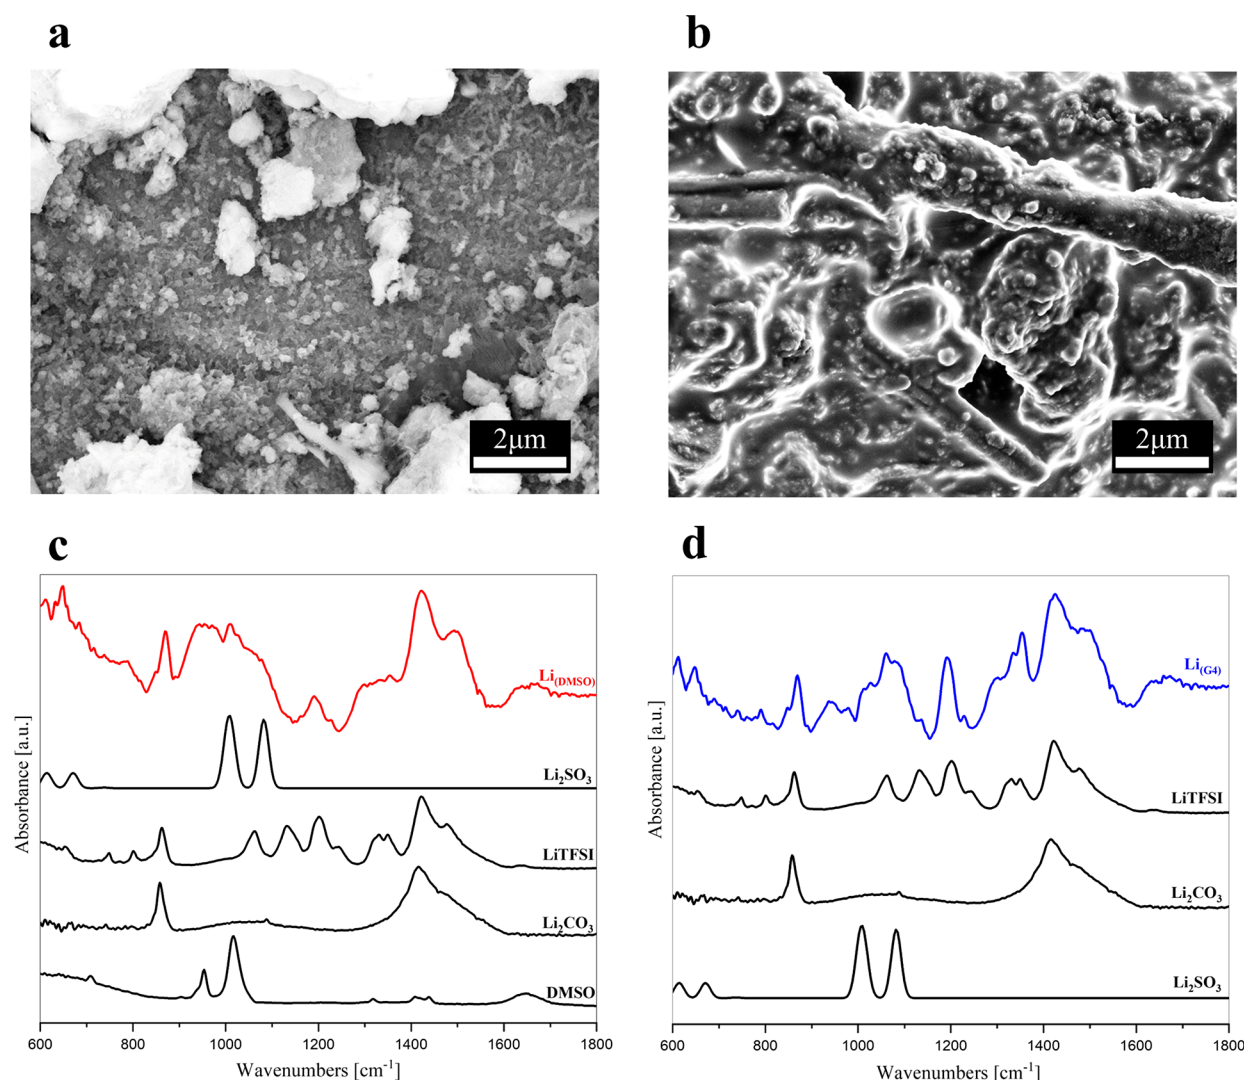 a
b
2μm
2μm
c
d
Absorbance [a.u.]
Li(DMSO)
Li2SO3
LiTFSI
Li2CO3
DMSO
600
800
1000
1200
1400
1600
1800
Wavenumbers [cm-1]
Absorbance [a.u.]
Li(G4)
LiTFSI
Li2CO3
Li2SO3
600
800
1000
1200
1400
1600
1800
Wavenumbers [cm-1]